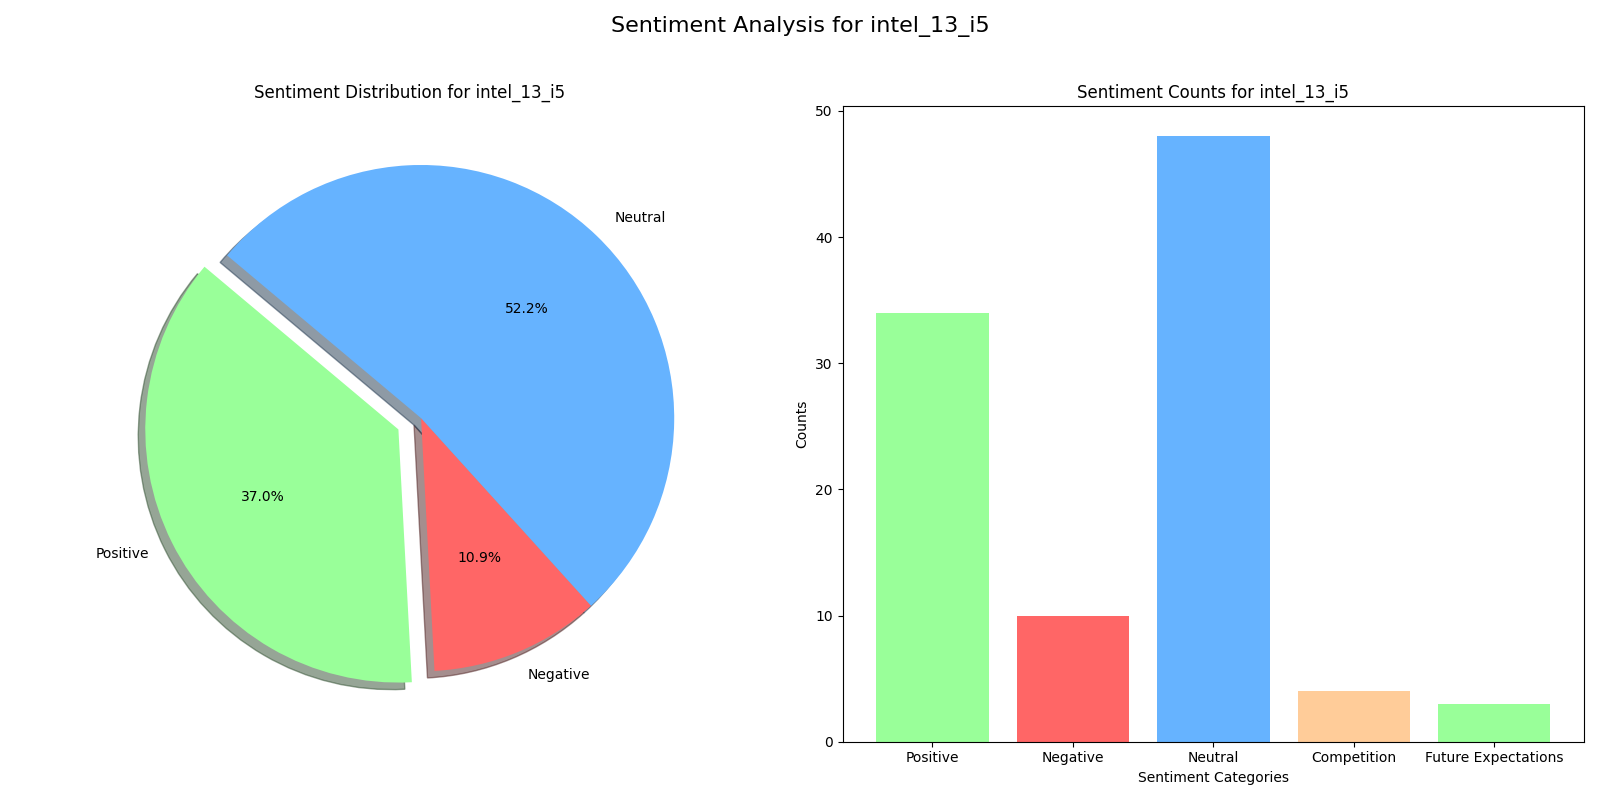 Sentiment Analysis for intel_13_i5
Sentiment Distribution for intel_13_i5
Neutral
52.2%
37.0%
Positive
10.9%
Negative
Sentiment Counts for intel_13_i5
50
40
30
20
10
0
Counts
Positive
Negative
Neutral
Competition
Future Expectations
Sentiment Categories